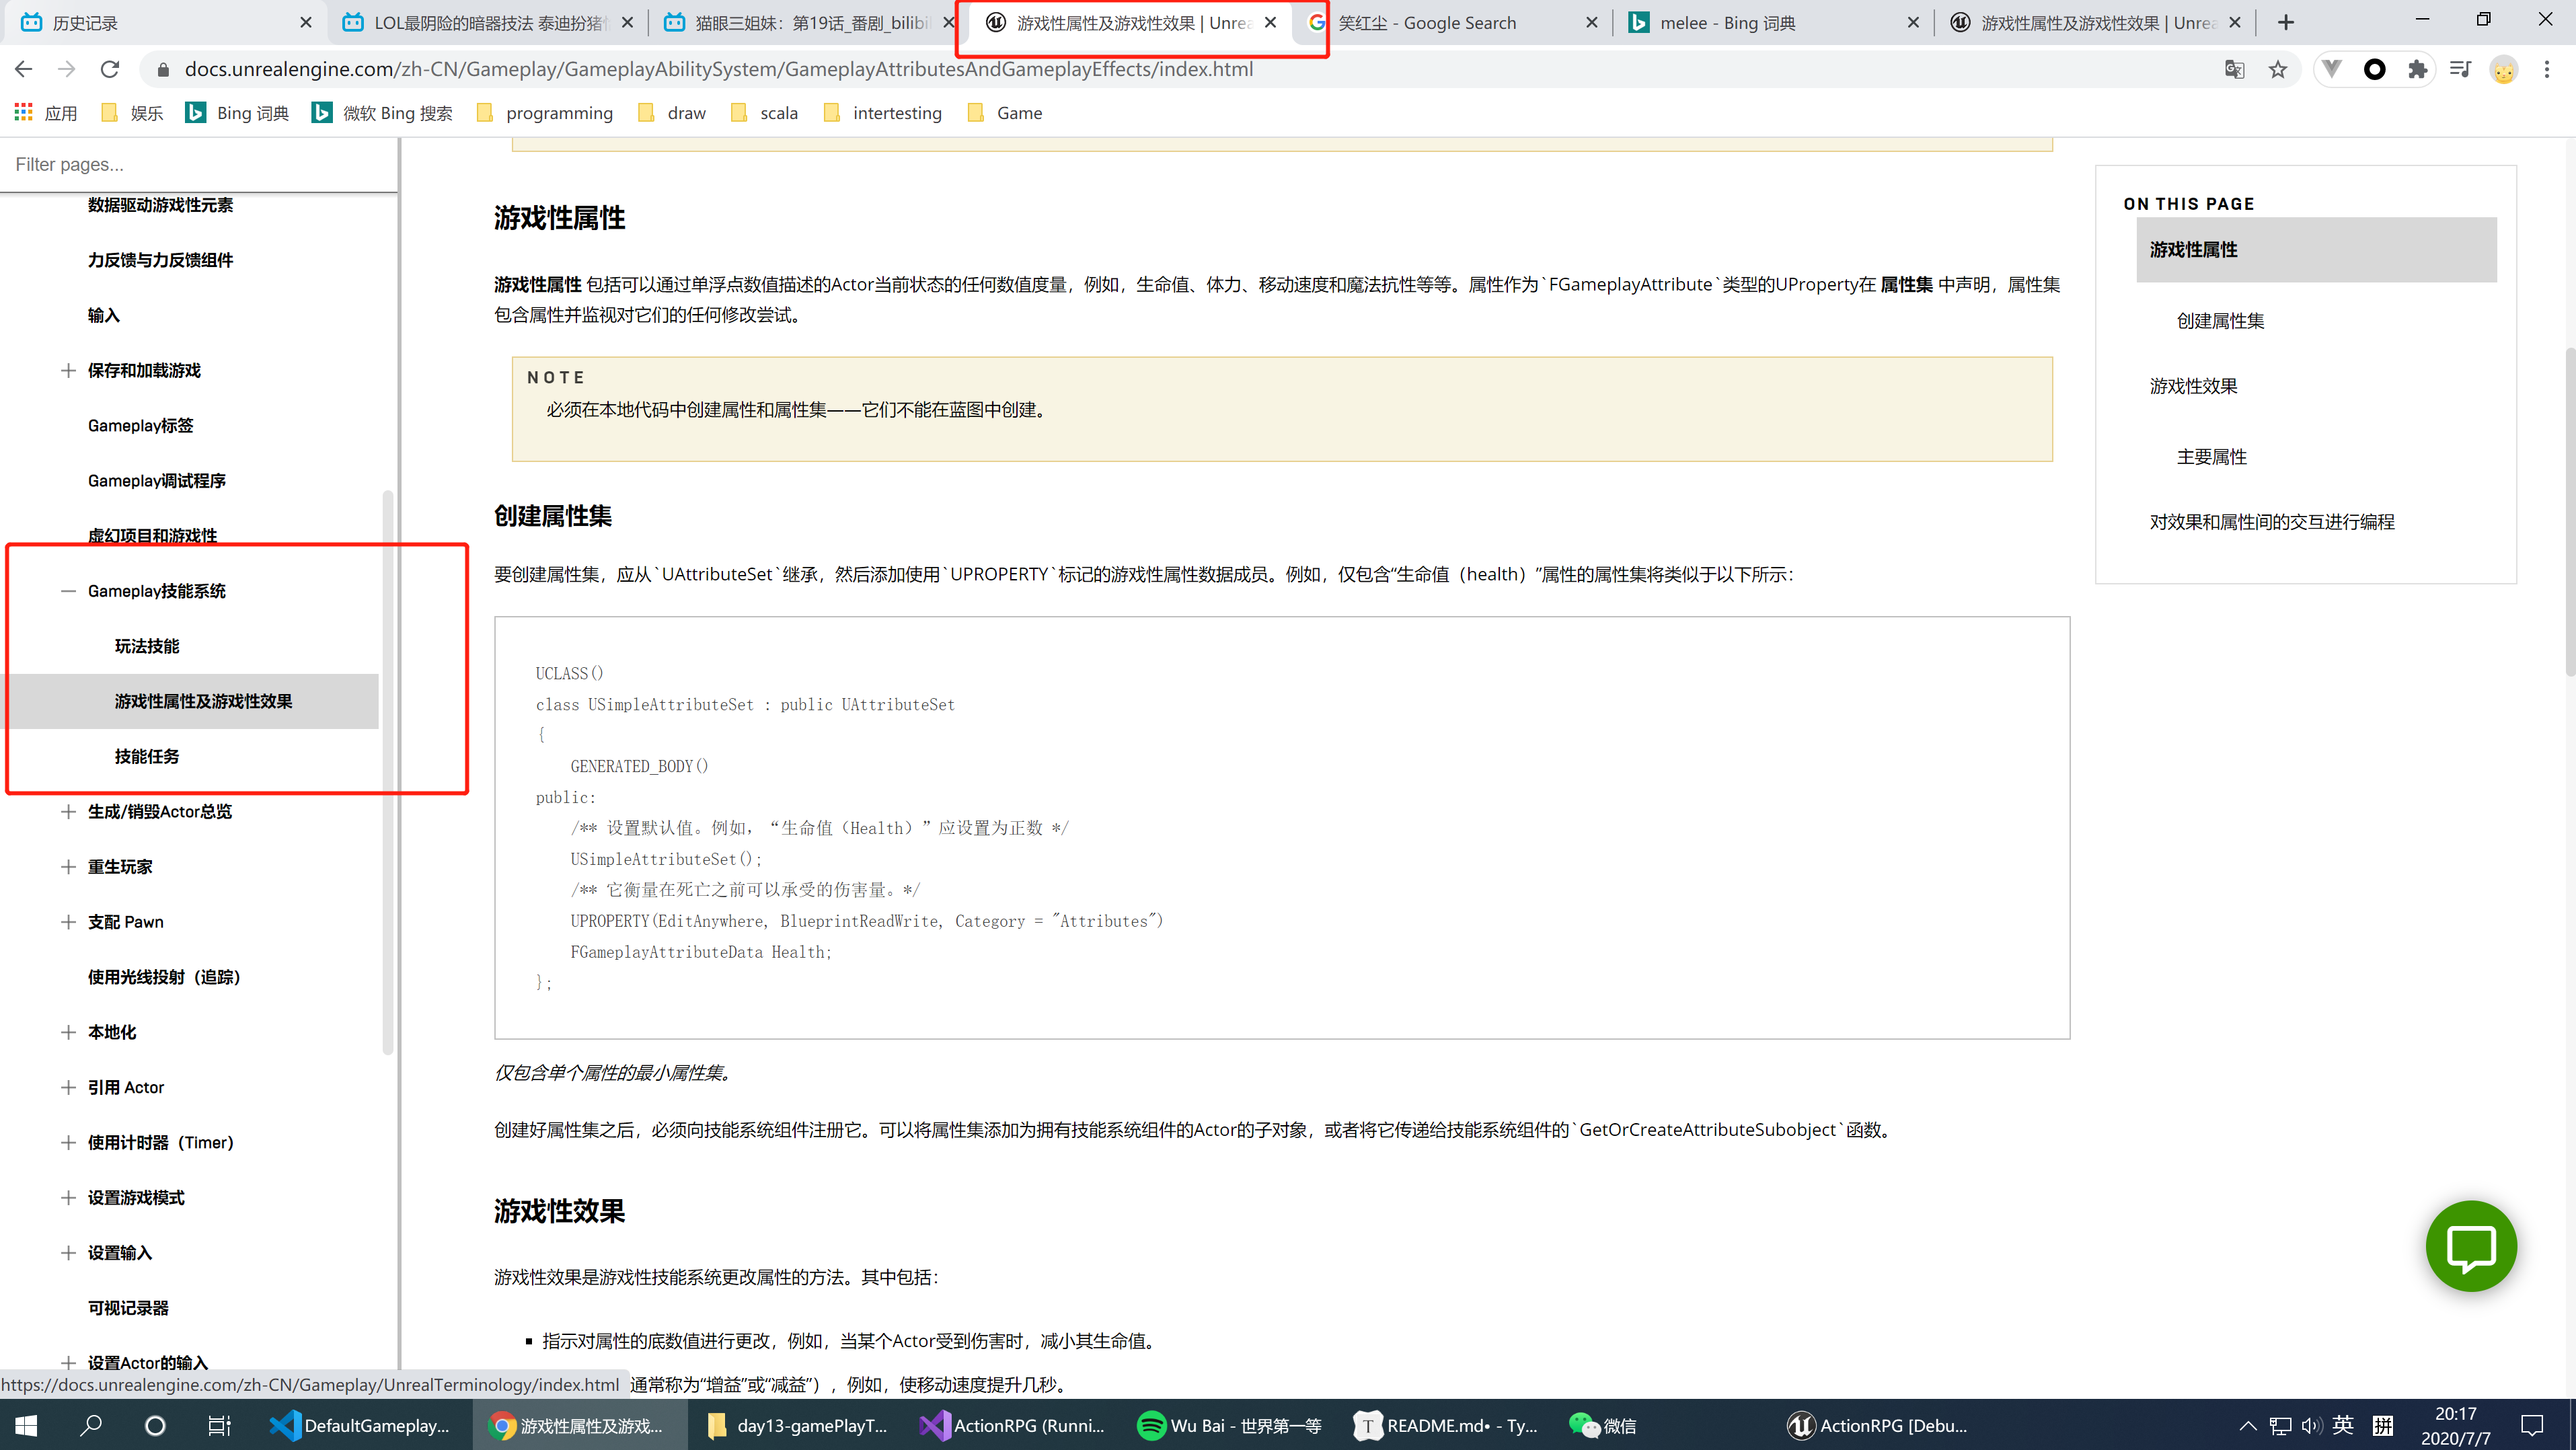 历史记录
LOL最阴险的暗器技法 泰迪扮猪
猫眼三姐妹：第19话_番剧_bilibi
游戏性属性及游戏性效果 | Unre
笑红尘 - Google Search
melee - Bing 词典
游戏性属性及游戏性效果 | Unre
docs.unrealengine.com/zh-CN/Gameplay/GameplayAbilitySystem/GameplayAttributesAndGameplayEffects/index.html
应用
娱乐
Bing 词典
微软 Bing 搜索
programming
draw
scala
intertesting
Game
Filter pages...
数据驱动游戏性元素
力反馈与力反馈组件
输入
保存和加载游戏
Gameplay标签
Gameplay调试程序
虚幻项目和游戏性
Gameplay技能系统
玩法技能
游戏性属性及游戏性效果
技能任务
生成/销毁Actor总览
重生玩家
支配 Pawn
使用光线投射（追踪）
本地化
引用 Actor
使用计时器（Timer）
设置游戏模式
设置输入
可视记录器
设置Actor的输入
https://docs.unrealengine.com/zh-CN/Gameplay/UnrealTerminology/index.html
游戏性属性
游戏性属性 包括可以通过单浮点数值描述的Actor当前状态的任何数值度量，例如，生命值、体力、移动速度和魔法抗性等等。属性作为`FGameplayAttribute`类型的UProperty在 属性集 中声明，属性集
包含属性并监视对它们的任何修改尝试。
NOTE
必须在本地代码中创建属性和属性集——它们不能在蓝图中创建。
创建属性集
要创建属性集，应从`UAttributeSet`继承，然后添加使用`UPROPERTY`标记的游戏性属性数据成员。例如，仅包含“生命值（health）”属性的属性集将类似于以下所示：
UCLASS()
class USimpleAttributeSet : public UAttributeSet
{
GENERATED_BODY()
public:
/** 设置默认值。例如，“生命值（Health）”应设置为正数 */
USimpleAttributeSet();
/** 它衡量在死亡之前可以承受的伤害量。*/
UPROPERTY(EditAnywhere, BlueprintReadWrite, Category = "Attributes")
FGameplayAttributeData Health;
};
仅包含单个属性的最小属性集。
创建好属性集之后，必须向技能系统组件注册它。可以将属性集添加为拥有技能系统组件的Actor的子对象，或者将它传递给技能系统组件的`GetOrCreateAttributeSubobject`函数。
游戏性效果
游戏性效果是游戏性技能系统更改属性的方法。其中包括：
指示对属性的底数值进行更改，例如，当某个Actor受到伤害时，减小其生命值。
通常称为“增益”或“减益”），例如，使移动速度提升几秒。
ON THIS PAGE
游戏性属性
创建属性集
游戏性效果
主要属性
对效果和属性间的交互进行编程
DefaultGameplay...
游戏性属性及游戏...
day13-gamePlayT...
ActionRPG (Runni...
Wu Bai - 世界第一等
README.md• - Ty...
微信
ActionRPG [Debu...
英
拼
20:17
2020/7/7